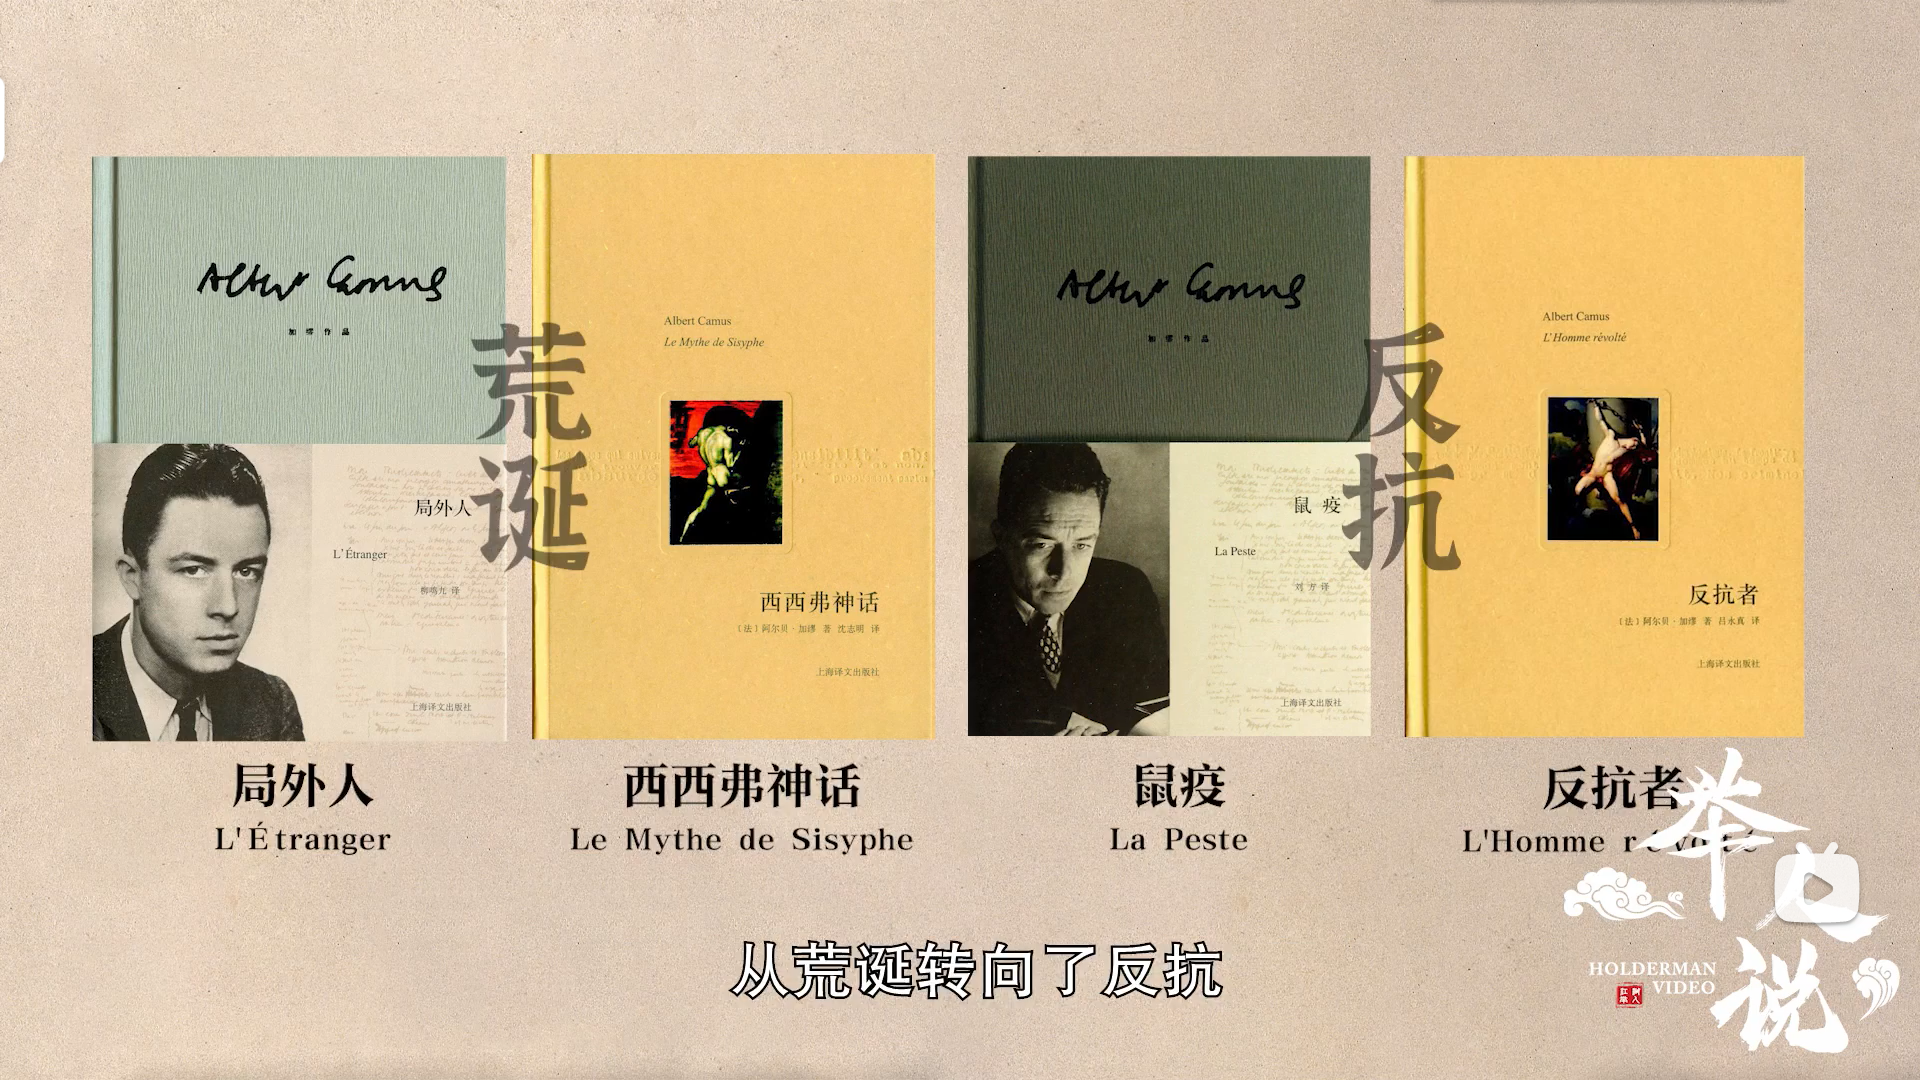 Albert Camus
加缪作品
局外人
L'Étranger
柳鸣九 译
上海译文出版社
荒诞
Albert Camus
Le Mythe de Sisyphe
西西弗神话
〔法〕阿尔贝·加缪 著 沈志明 译
上海译文出版社
Albert Camus
加缪作品
鼠疫
La Peste
刘方 译
上海译文出版社
反抗
Albert Camus
L'Homme révolté
反抗者
〔法〕阿尔贝·加缪 著 吕永真 译
上海译文出版社
局外人
L'Étranger
西西弗神话
Le Mythe de Sisyphe
鼠疫
La Peste
反抗者
L'Homme révolté
从荒诞转向了反抗
举人说
HOLDERMAN
VIDEO